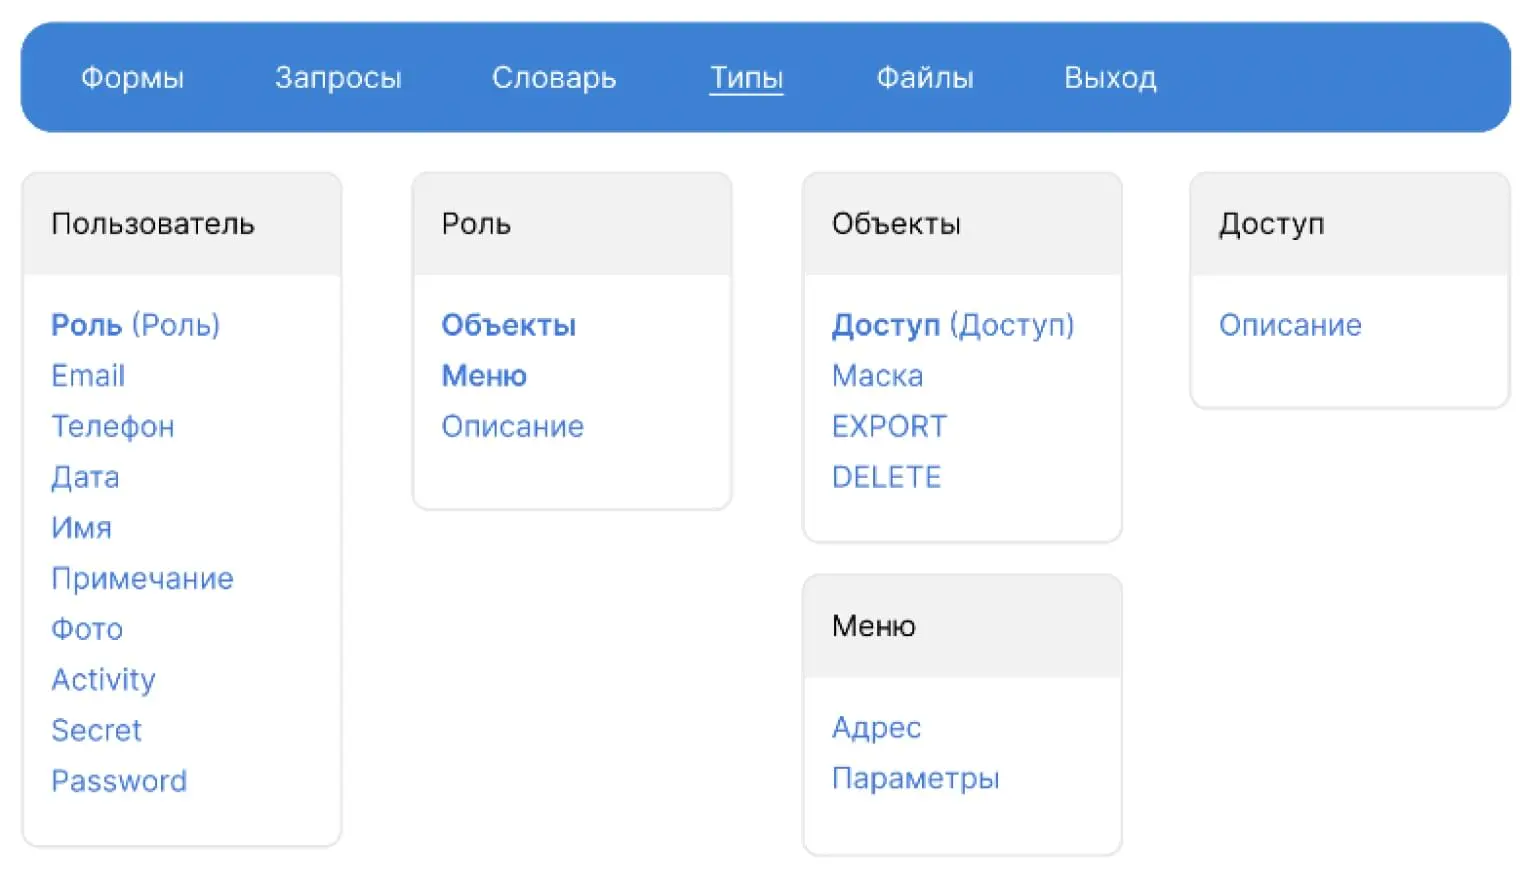 Формы Запросы Словарь Типы Файлы Выход
Пользователь
Роль (Роль)
Email
Телефон
Дата
Имя
Примечание
Фото
Activity
Secret
Password
Роль
Объекты
Меню
Описание
Объекты
Доступ (Доступ)
Маска
EXPORT
DELETE
Меню
Адрес
Параметры
Доступ
Описание